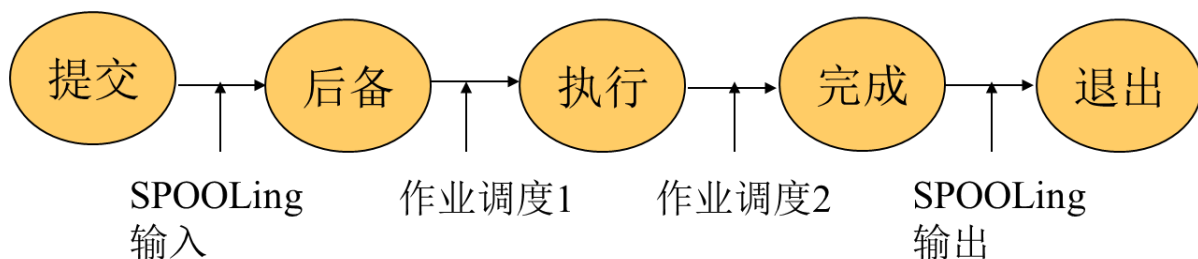 提交
后备
执行
完成
退出
SPOOLing
输入
作业调度1
作业调度2
SPOOLing
输出